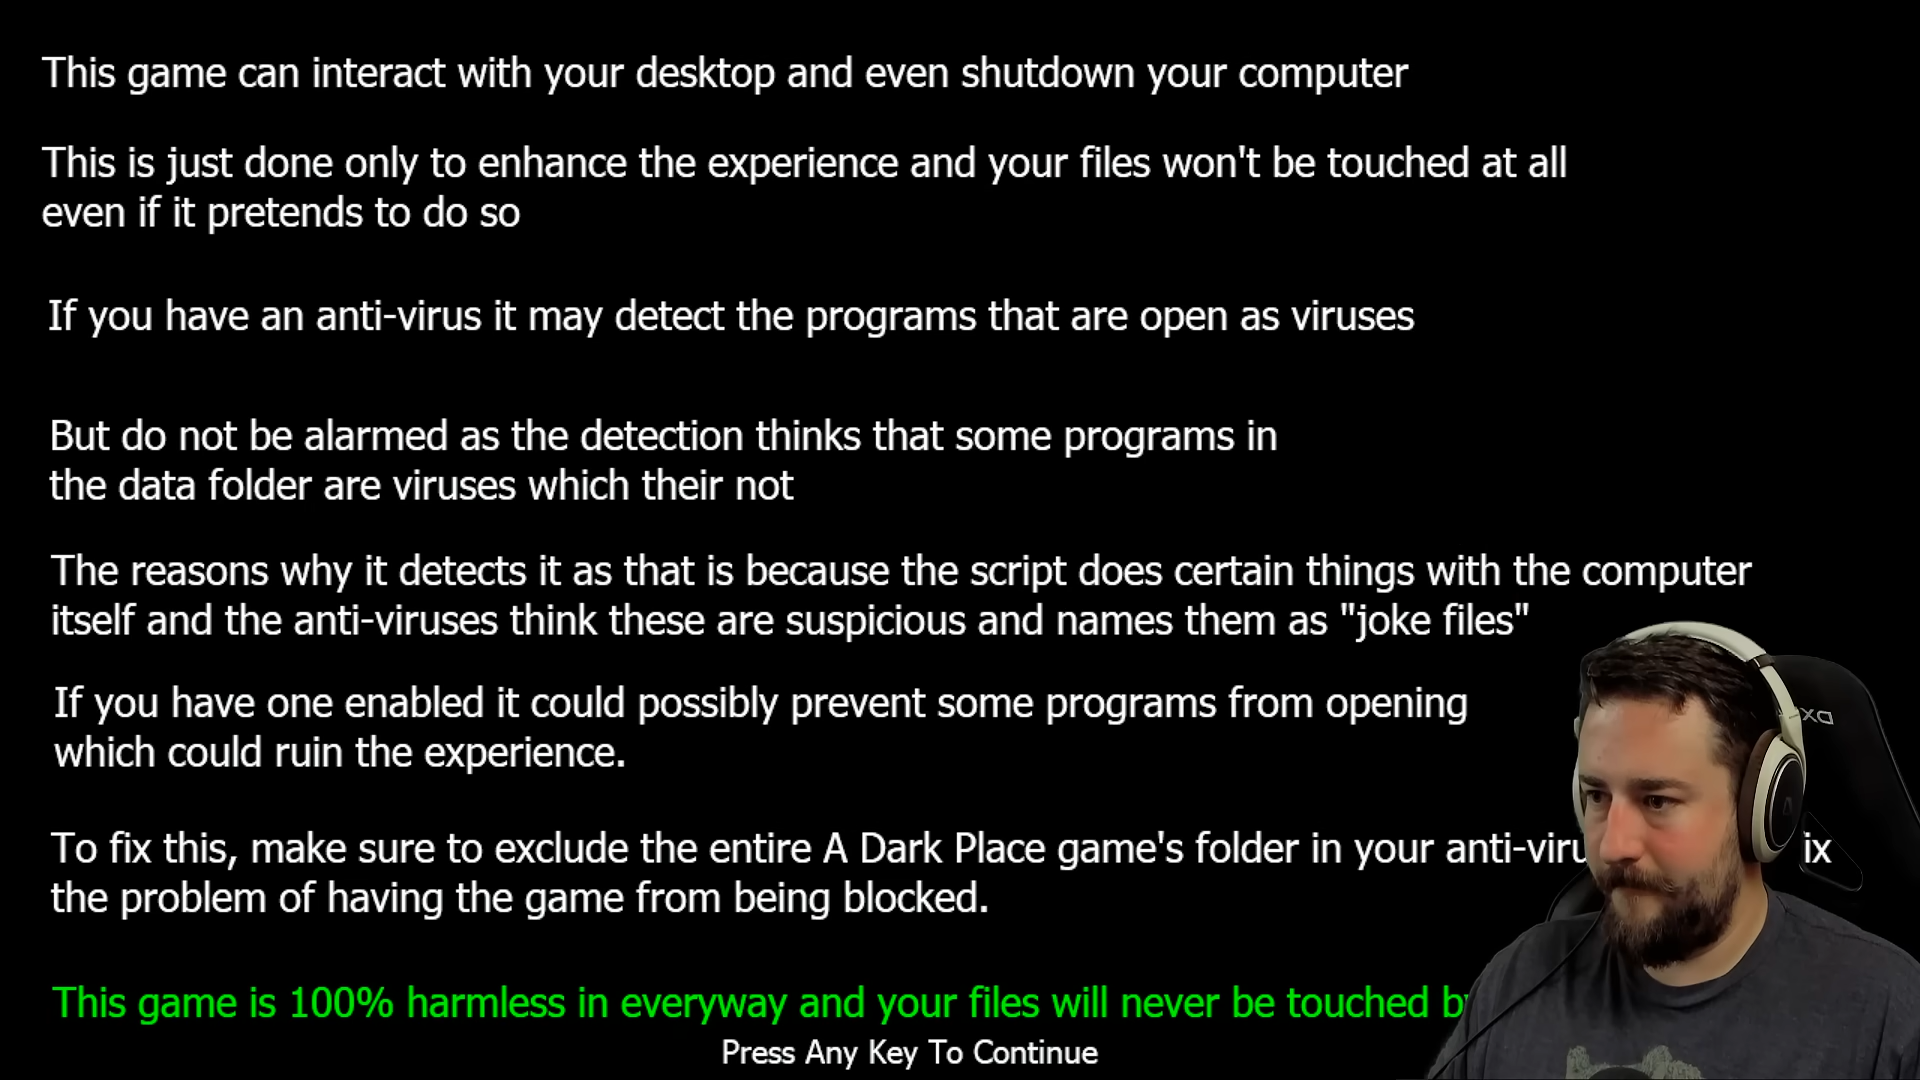 This game can interact with your desktop and even shutdown your computer
This is just done only to enhance the experience and your files won't be touched at all
even if it pretends to do so
If you have an anti-virus it may detect the programs that are open as viruses
But do not be alarmed as the detection thinks that some programs in
the data folder are viruses which their not
The reasons why it detects it as that is because the script does certain things with the computer
itself and the anti-viruses think these are suspicious and names them as "joke files"
If you have one enabled it could possibly prevent some programs from opening
which could ruin the experience.
To fix this, make sure to exclude the entire A Dark Place game's folder in your
the problem of having the game from being blocked.
This game is 100% harmless in everyway and your files will never be touched
Press Any Key To Continue